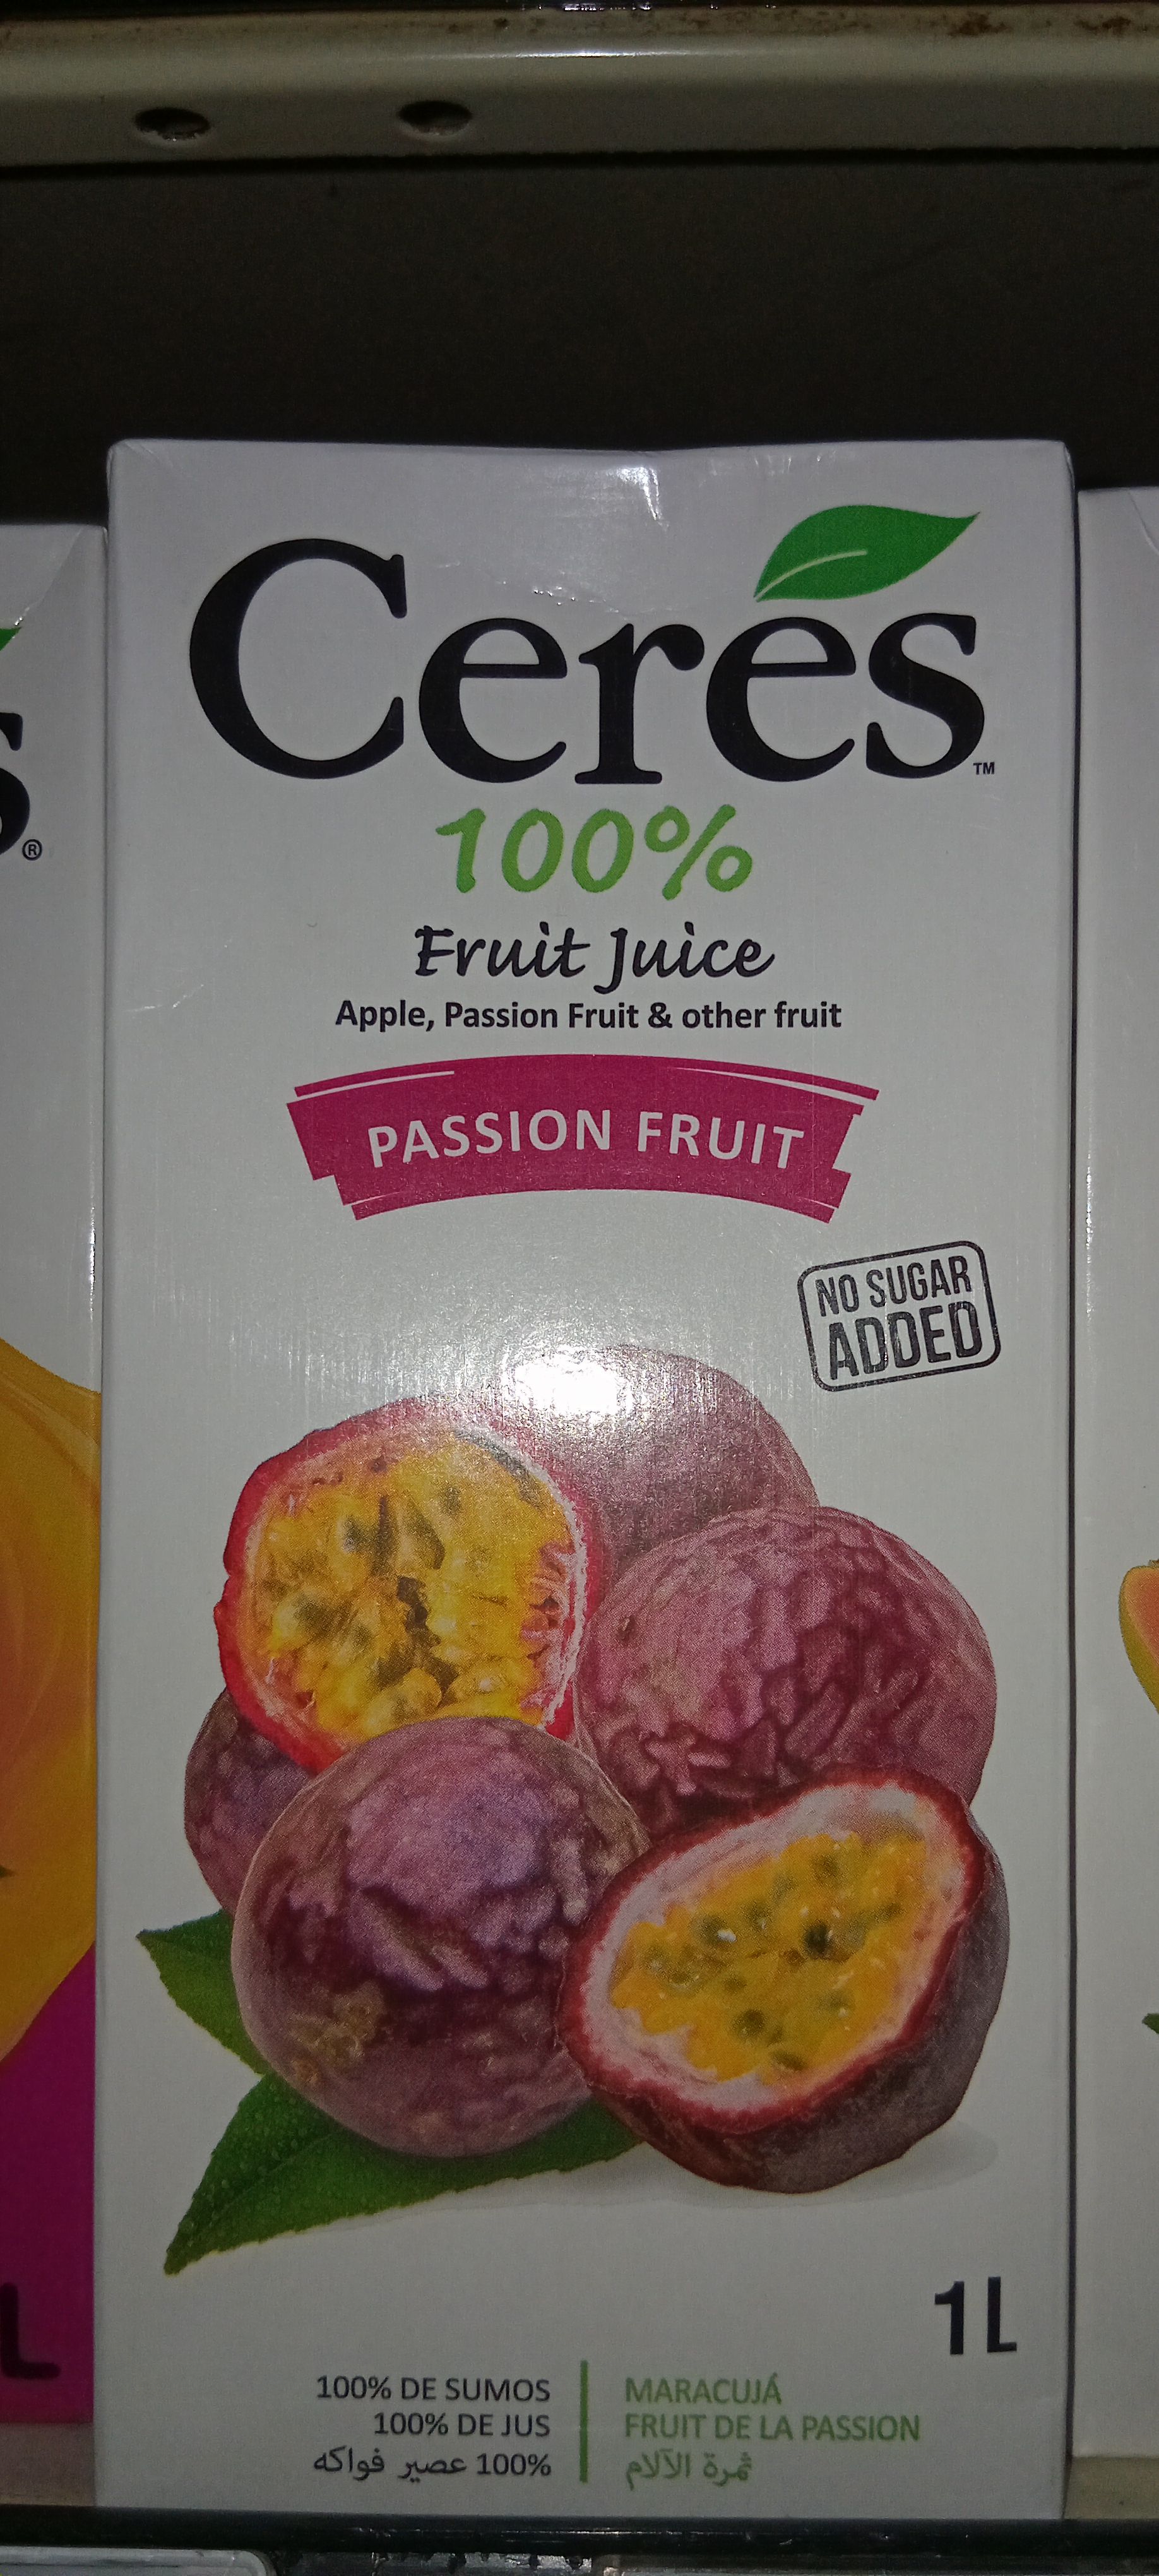 Ceres™
100%
Fruit Juice
Apple, Passion Fruit & other fruit
PASSION FRUIT
NO SUGAR
ADDED
1L
100% DE SUMOS
100% DE JUS
100% عصير فواكه
MARACUJÁ
FRUIT DE LA PASSION
ثمرة الآلام
s®
L